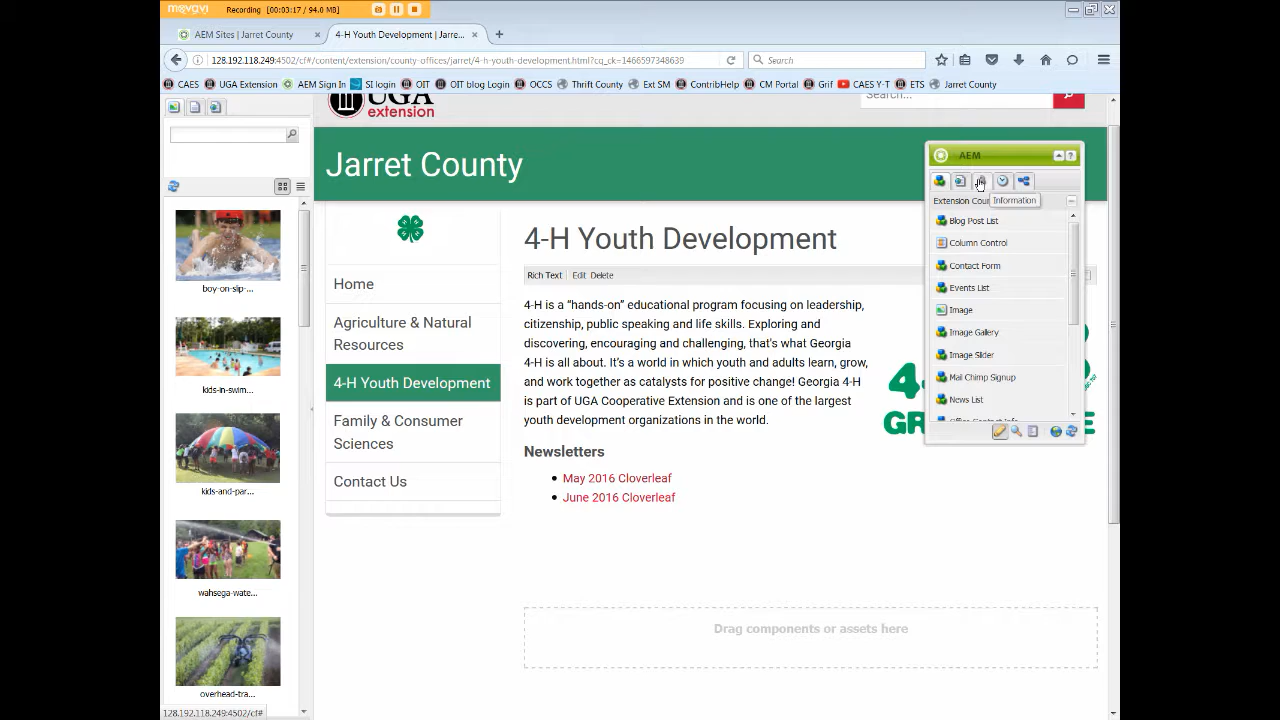 movavi Recording [00:03:17 / 94.0 MB]
AEM Sites | Jarret County
4-H Youth Development | Jarre...
128.192.118.249:4502/cf#/content/extension/county-offices/jarret/4-h-youth-development.html?cq_ck=1466597348639
Search
CAES UGA Extension AEM Sign In SI login OIT OIT blog Login OCCS Thrift County Ext SM ContribHelp CM Portal Grif CAES Y-T ETS Jarret County
UGA
extension
Search...
Jarret County
AEM
Information
Extension Coun
Blog Post List
Column Control
Contact Form
Events List
Image
Image Gallery
Image Slider
Mail Chimp Signup
News List
Office Contact Info
boy-on-slip-...
kids-in-swim...
kids-and-par...
wahsega-wate...
overhead-tra...
Home
Agriculture & Natural
Resources
4-H Youth Development
Family & Consumer
Sciences
Contact Us
4-H Youth Development
Rich Text Edit Delete
4-H is a “hands-on” educational program focusing on leadership,
citizenship, public speaking and life skills. Exploring and
discovering, encouraging and challenging, that's what Georgia
4-H is all about. It's a world in which youth and adults learn, grow,
and work together as catalysts for positive change! Georgia 4-H
is part of UGA Cooperative Extension and is one of the largest
youth development organizations in the world.
Newsletters
May 2016 Cloverleaf
June 2016 Cloverleaf
4-
GR
E
Drag components or assets here
128.192.118.249:4502/cf#